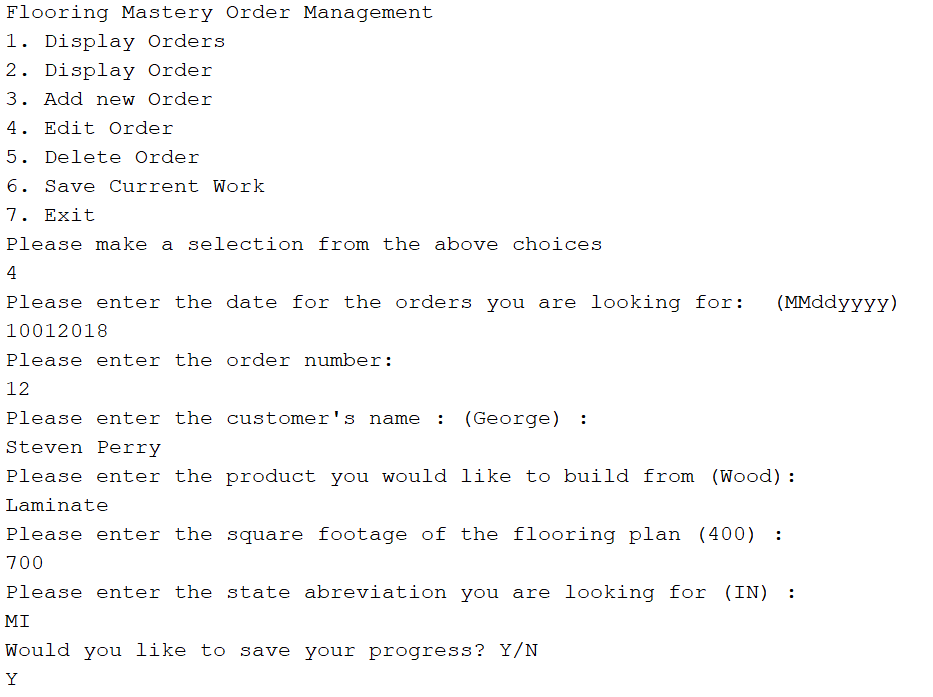 Flooring Mastery Order Management
1. Display Orders
2. Display Order
3. Add new Order
4. Edit Order
5. Delete Order
6. Save Current Work
7. Exit
Please make a selection from the above choices
4
Please enter the date for the orders you are looking for:  (MMddyyyy)
10012018
Please enter the order number:
12
Please enter the customer's name : (George) :
Steven Perry
Please enter the product you would like to build from (Wood):
Laminate
Please enter the square footage of the flooring plan (400) :
700
Please enter the state abreviation you are looking for (IN) :
MI
Would you like to save your progress? Y/N
Y